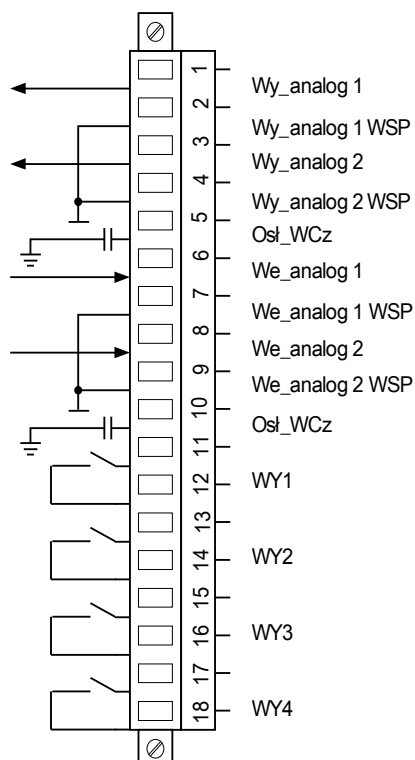 1
Wy_analog 1
2
Wy_analog 1 WSP
3
Wy_analog 2
4
Wy_analog 2 WSP
5
Osł_WCz
6
We_analog 1
7
We_analog 1 WSP
8
We_analog 2
9
We_analog 2 WSP
10
Osł_WCz
11
12 WY1
13
14 WY2
15
16 WY3
17
18 WY4